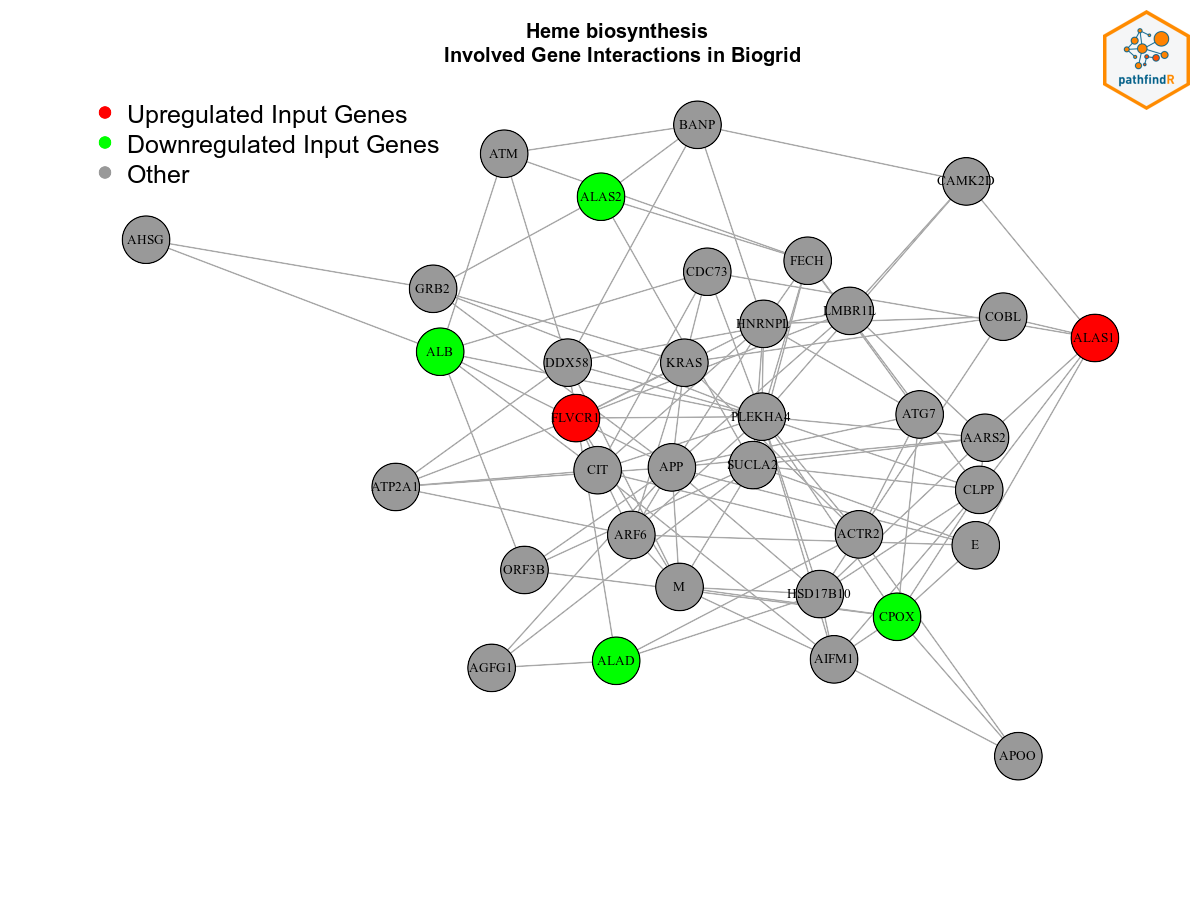 Heme biosynthesis
Involved Gene Interactions in Biogrid
pathfindR
Upregulated Input Genes
Downregulated Input Genes
Other
BANP
ATM
CAMK2D
ALAS2
AHSG
FECH
CDC73
GRB2
LMBR1L
COBL
HNRNPL
ALAS1
ALB
DDX58
KRAS
ATG7
PLEKHA4
FLVCR1
AARS2
SUCLA2
APP
CIT
ATP2A1
CLPP
ARF6
ACTR2
E
ORF3B
M
HSD17B10
CPOX
AIFM1
ALAD
AGFG1
APOO